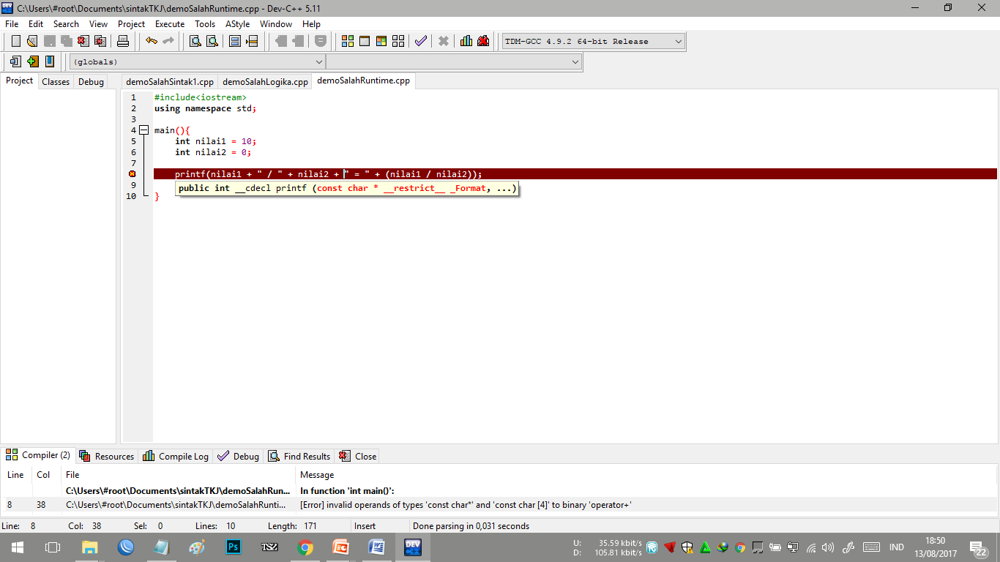 C:\Users\#root\Documents\sintakTKJ\demoSalahRuntime.cpp - Dev-C++ 5.11
File Edit Search View Project Execute Tools AStyle Window Help
TDM-GCC 4.9.2 64-bit Release
(globals)
Project Classes Debug demoSalahSintak1.cpp demoSalahLogika.cpp demoSalahRuntime.cpp
1 #include<iostream>
2 using namespace std;
3
4 main(){
5 int nilai1 = 10;
6 int nilai2 = 0;
7
printf(nilai1 + " / " + nilai2 + " = " + (nilai1 / nilai2));
9 public int __cdecl printf (const char * __restrict__ _Format, ...)
10 }
Compiler (2) Resources Compile Log Debug Find Results Close
Line Col File Message
C:\Users\#root\Documents\sintakTKJ\demoSalahRun... In function 'int main()':
8 38 C:\Users\#root\Documents\sintakTKJ\demoSalahRunti... [Error] invalid operands of types 'const char*' and 'const char [4]' to binary 'operator+'
Line: 8 Col: 38 Sel: 0 Lines: 10 Length: 171 Insert Done parsing in 0,031 seconds
Ps TS2 DEV C++
U: 35.59 kbit/s
D: 105.81 kbit/s
IND
18:50
13/08/2017
22